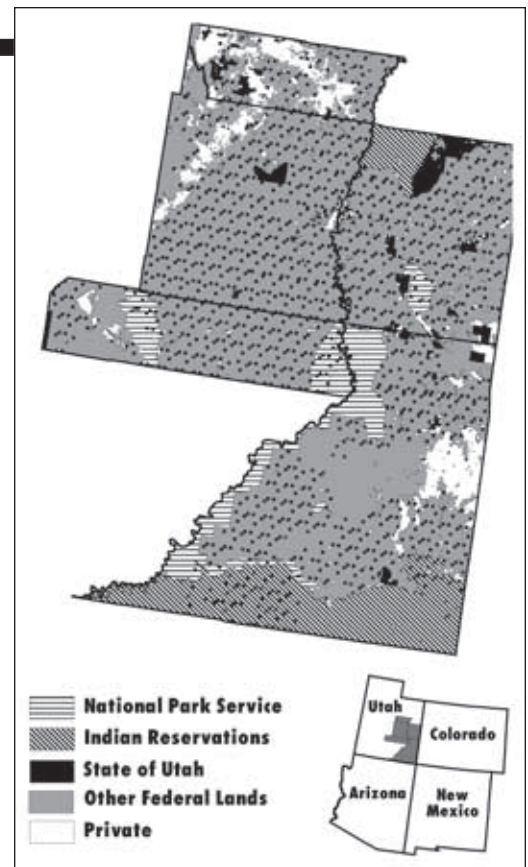 National Park Service
Indian Reservations
State of Utah
Other Federal Lands
Private
Utah
Colorado
Arizona
New
Mexico